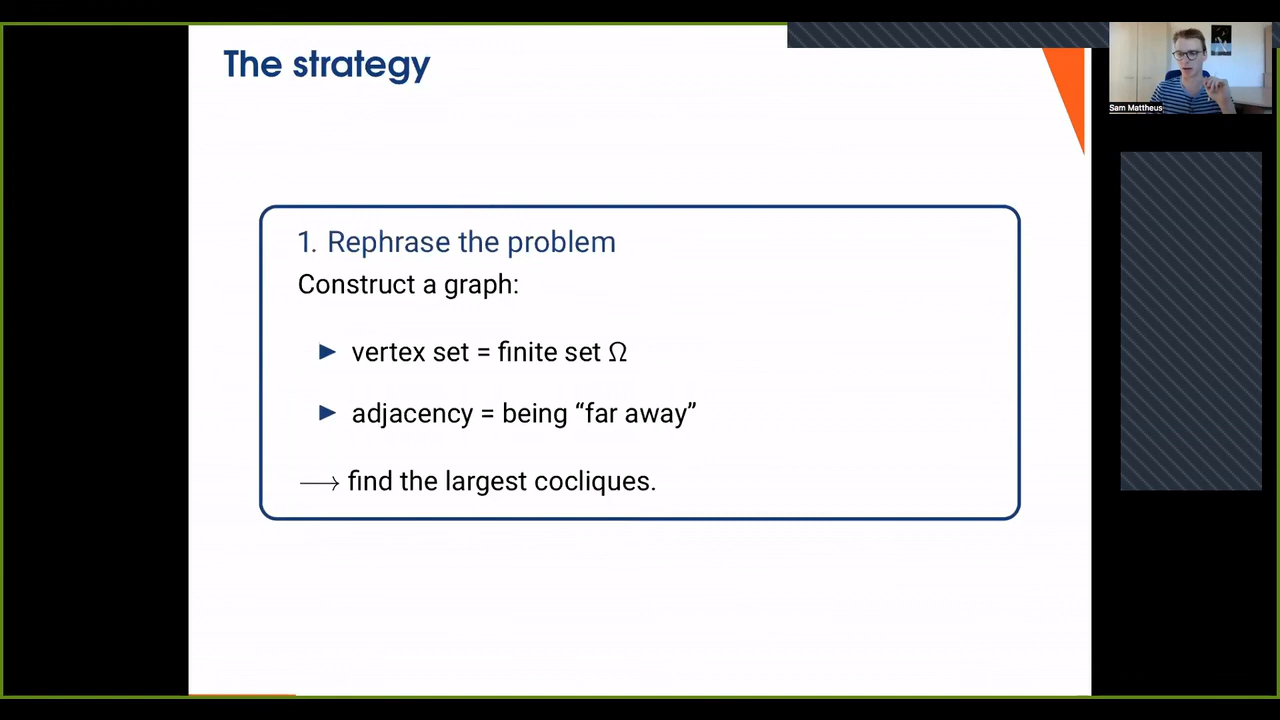 The strategy
Sam Mattheus
1. Rephrase the problem
Construct a graph:
▶ vertex set = finite set Ω
▶ adjacency = being “far away”
⟶ find the largest cocliques.